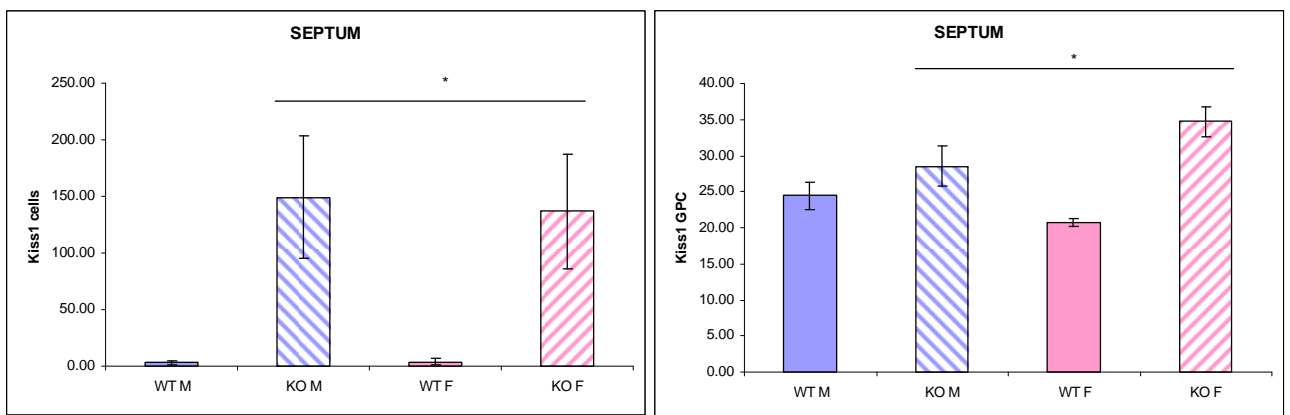 SEPTUM
*
250.00
200.00
150.00
100.00
50.00
0.00
Kiss1 cells
WT M KO M WT F KO F
SEPTUM
*
40.00
35.00
30.00
25.00
20.00
15.00
10.00
5.00
0.00
Kiss1 GPC
WT M KO M WT F KO F